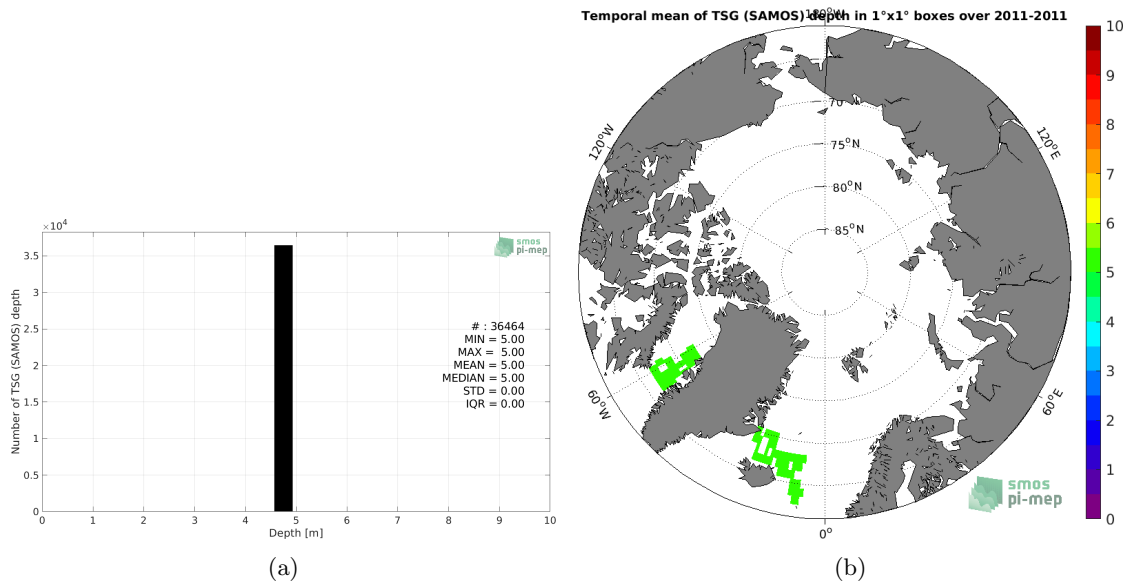 ×10⁴
3.5
3
2.5
2
1.5
1
0.5
0
0 1 2 3 4 5 6 7 8 9 10
Number of TSG (SAMOS) depth
Depth [m]
smos
pi-mep
# : 36464
MIN = 5.00
MAX = 5.00
MEAN = 5.00
MEDIAN = 5.00
STD = 0.00
IQR = 0.00
(a)
Temporal mean of TSG (SAMOS) depth in 1°x1° boxes over 2011-2011
180°W
120°W
120°E
60°W
60°E
0°
70°N
75°N
80°N
85°N
smos
pi-mep
10
9
8
7
6
5
4
3
2
1
0
(b)